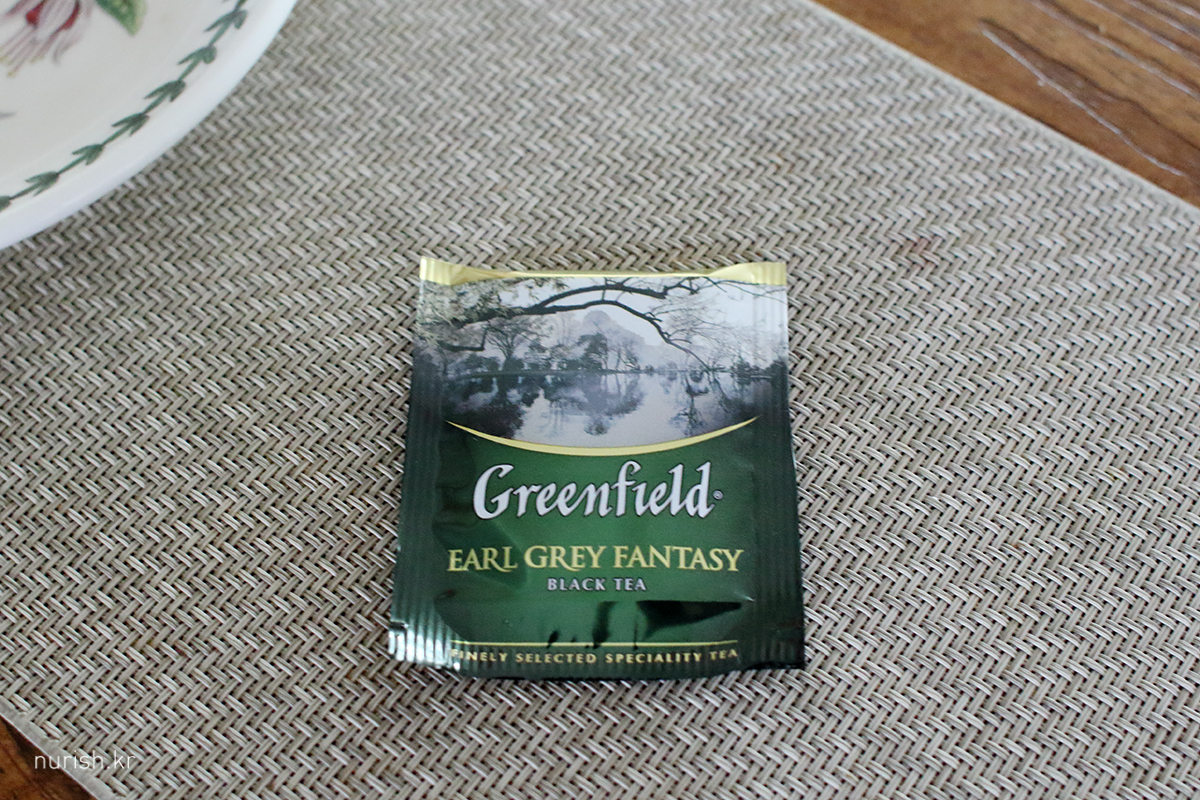 Greenfield®
EARL GREY FANTASY
BLACK TEA
FINELY SELECTED SPECIALITY TEA
nurish.kr